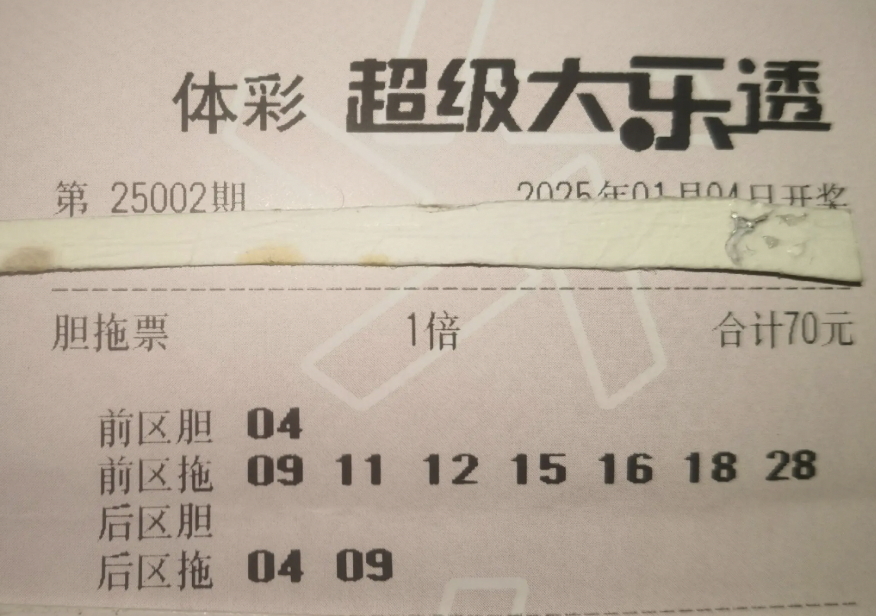 体彩 超级大乐透
第 25002期 2025年01月04日开奖
胆拖票 1倍 合计70元
前区胆 04
前区拖 09 11 12 15 16 18 28
后区胆
后区拖 04 09